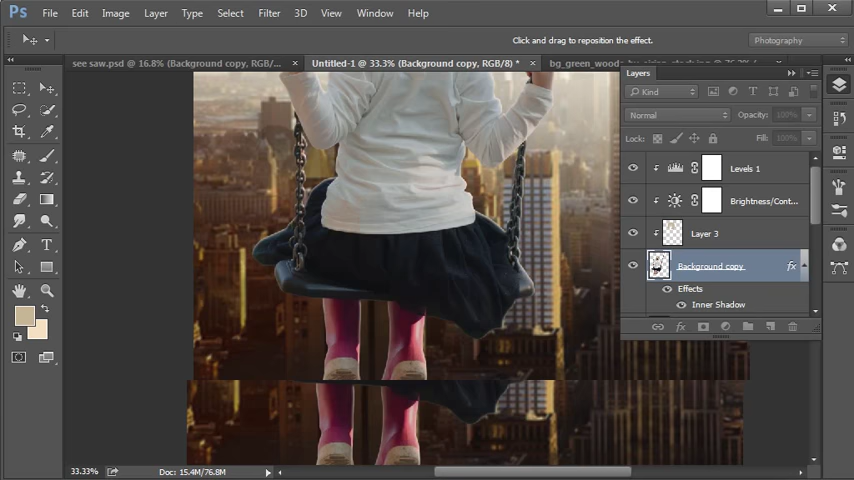 Ps File Edit Image Layer Type Select Filter 3D View Window Help
Click and drag to reposition the effect.
Photography
see saw.psd @ 16.8% (Background copy, RGB/... ×
Untitled-1 @ 33.3% (Background copy, RGB/8) * ×
Layers
Kind
Normal
Opacity: 100%
Lock:
Fill: 100%
Levels 1
Brightness/Cont...
Layer 3
Background copy fx
Effects
Inner Shadow
33.33%
Doc: 15.4M/76.8M